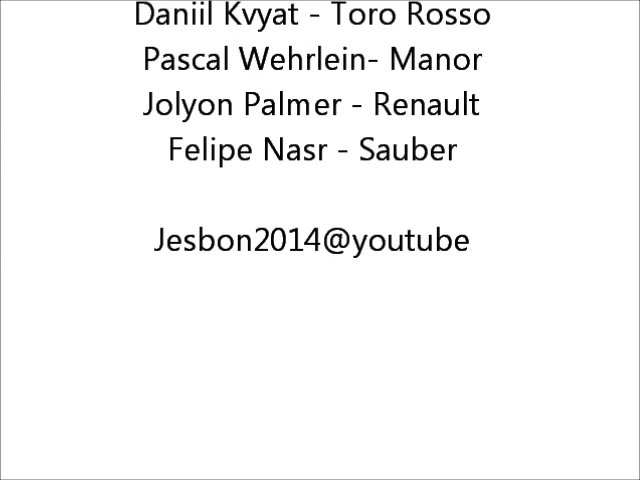 Daniil Kvyat - Toro Rosso
Pascal Wehrlein- Manor
Jolyon Palmer - Renault
Felipe Nasr - Sauber
Jesbon2014@youtube